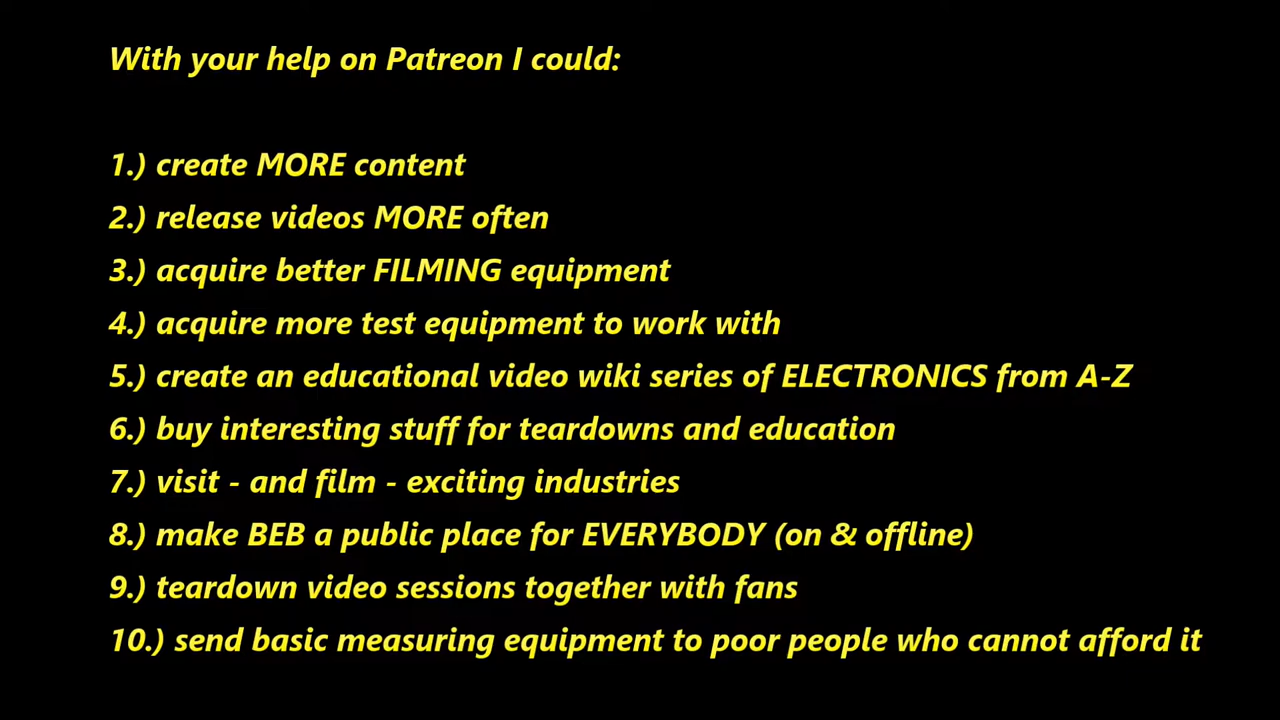 With your help on Patreon I could:
1.) create MORE content
2.) release videos MORE often
3.) acquire better FILMING equipment
4.) acquire more test equipment to work with
5.) create an educational video wiki series of ELECTRONICS from A-Z
6.) buy interesting stuff for teardowns and education
7.) visit - and film - exciting industries
8.) make BEB a public place for EVERYBODY (on & offline)
9.) teardown video sessions together with fans
10.) send basic measuring equipment to poor people who cannot afford it